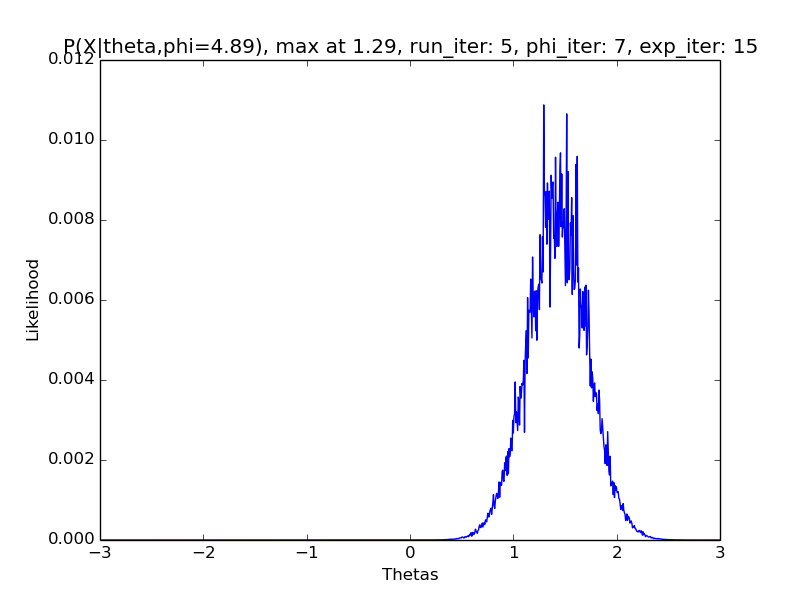 P(X|theta,phi=4.89), max at 1.29, run_iter: 5, phi_iter: 7, exp_iter: 15
0.012
0.010
0.008
0.006
0.004
0.002
0.000
Likelihood
−3 −2 −1 0 1 2 3
Thetas